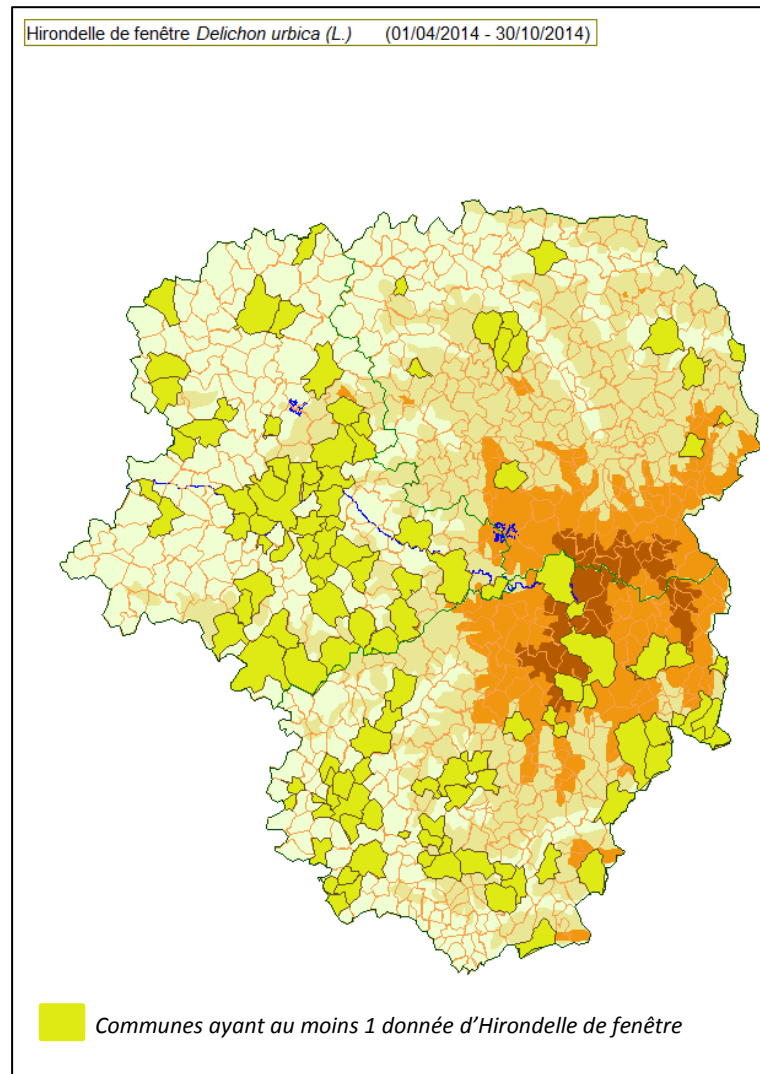 Hirondelle de fenêtre Delichon urbica (L.) (01/04/2014 - 30/10/2014)
Communes ayant au moins 1 donnée d'Hirondelle de fenêtre